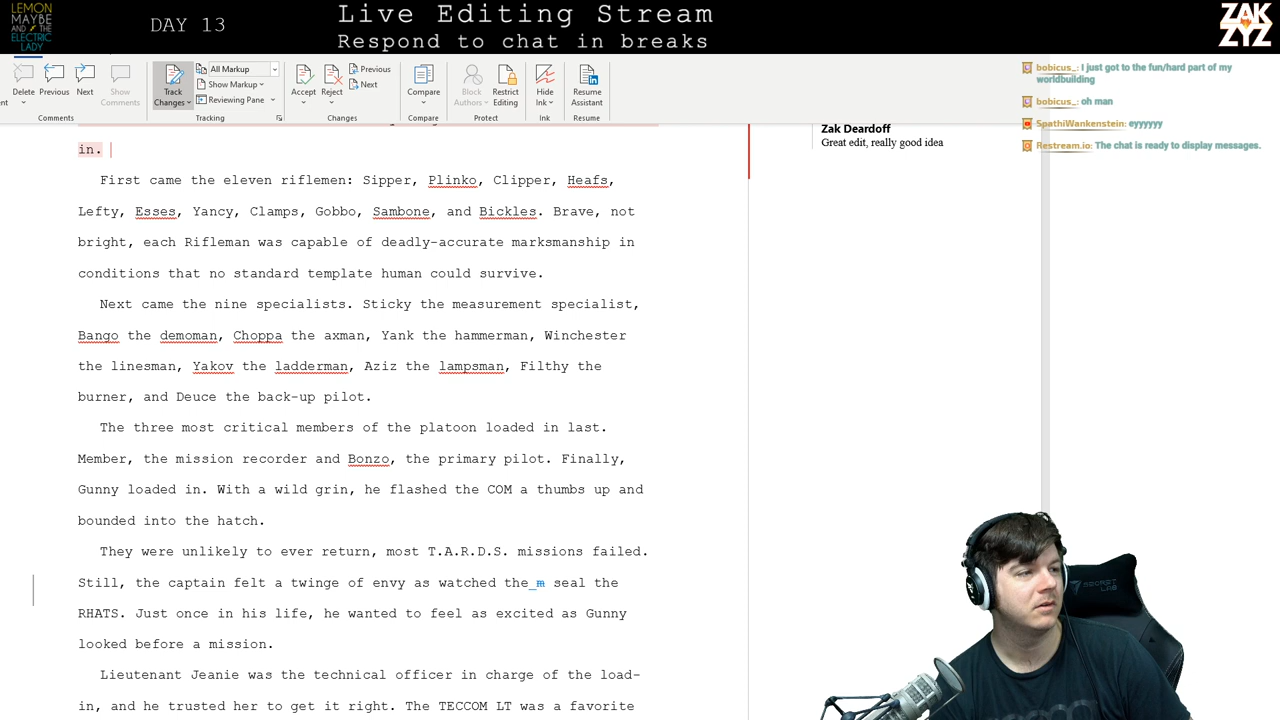 LEMON
MAYBE
AND THE
ELECTRIC
LADY
DAY 13
Live Editing Stream
Respond to chat in breaks
ZAK
ZYZ
Delete
Previous
Next
Show
Comments
Comments
Track
Changes
All Markup
Show Markup
Reviewing Pane
Tracking
Accept
Reject
Previous
Next
Changes
Compare
Compare
Block
Authors
Restrict
Editing
Protect
Hide
Ink
Ink
Resume
Assistant
Resume
bobicus_: I just got to the fun/hard part of my
worldbuilding
bobicus_: oh man
SpathiWankenstein: eyyyyyy
Restream.io: The chat is ready to display messages.
Zak Deardoff
Great edit, really good idea
in.
First came the eleven riflemen: Sipper, Plinko, Clipper, Heafs,
Lefty, Esses, Yancy, Clamps, Gobbo, Sambone, and Bickles. Brave, not
bright, each Rifleman was capable of deadly-accurate marksmanship in
conditions that no standard template human could survive.
Next came the nine specialists. Sticky the measurement specialist,
Bango the demoman, Choppa the axman, Yank the hammerman, Winchester
the linesman, Yakov the ladderman, Aziz the lampsman, Filthy the
burner, and Deuce the back-up pilot.
The three most critical members of the platoon loaded in last.
Member, the mission recorder and Bonzo, the primary pilot. Finally,
Gunny loaded in. With a wild grin, he flashed the COM a thumbs up and
bounded into the hatch.
They were unlikely to ever return, most T.A.R.D.S. missions failed.
Still, the captain felt a twinge of envy as watched the m seal the
RHATS. Just once in his life, he wanted to feel as excited as Gunny
looked before a mission.
Lieutenant Jeanie was the technical officer in charge of the load-
in, and he trusted her to get it right. The TECCOM LT was a favorite